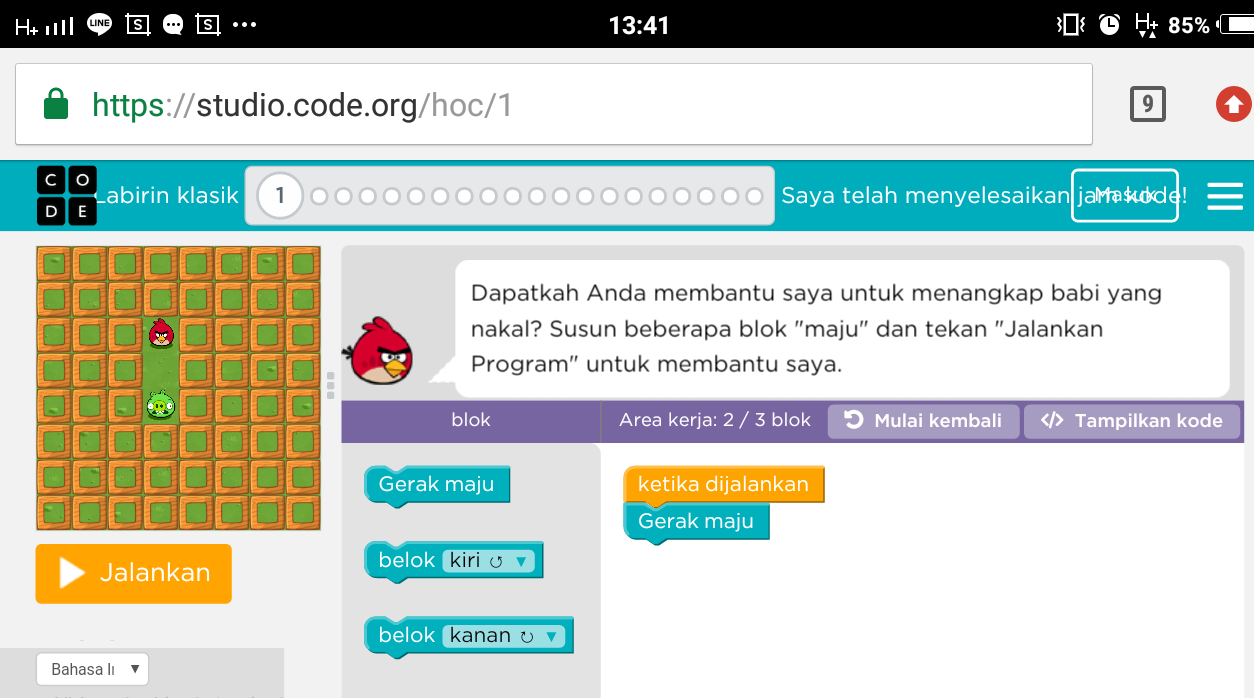 H+ LINE S S 13:41 H+ 85%
https://studio.code.org/hoc/1
9
C O
D E
Labirin klasik 1 Saya telah menyelesaikan jam kode! Masuk
Dapatkah Anda membantu saya untuk menangkap babi yang
nakal? Susun beberapa blok "maju" dan tekan "Jalankan
Program" untuk membantu saya.
blok Area kerja: 2 / 3 blok Mulai kembali </> Tampilkan kode
Gerak maju
belok kiri
belok kanan
ketika dijalankan
Gerak maju
Jalankan
Bahasa